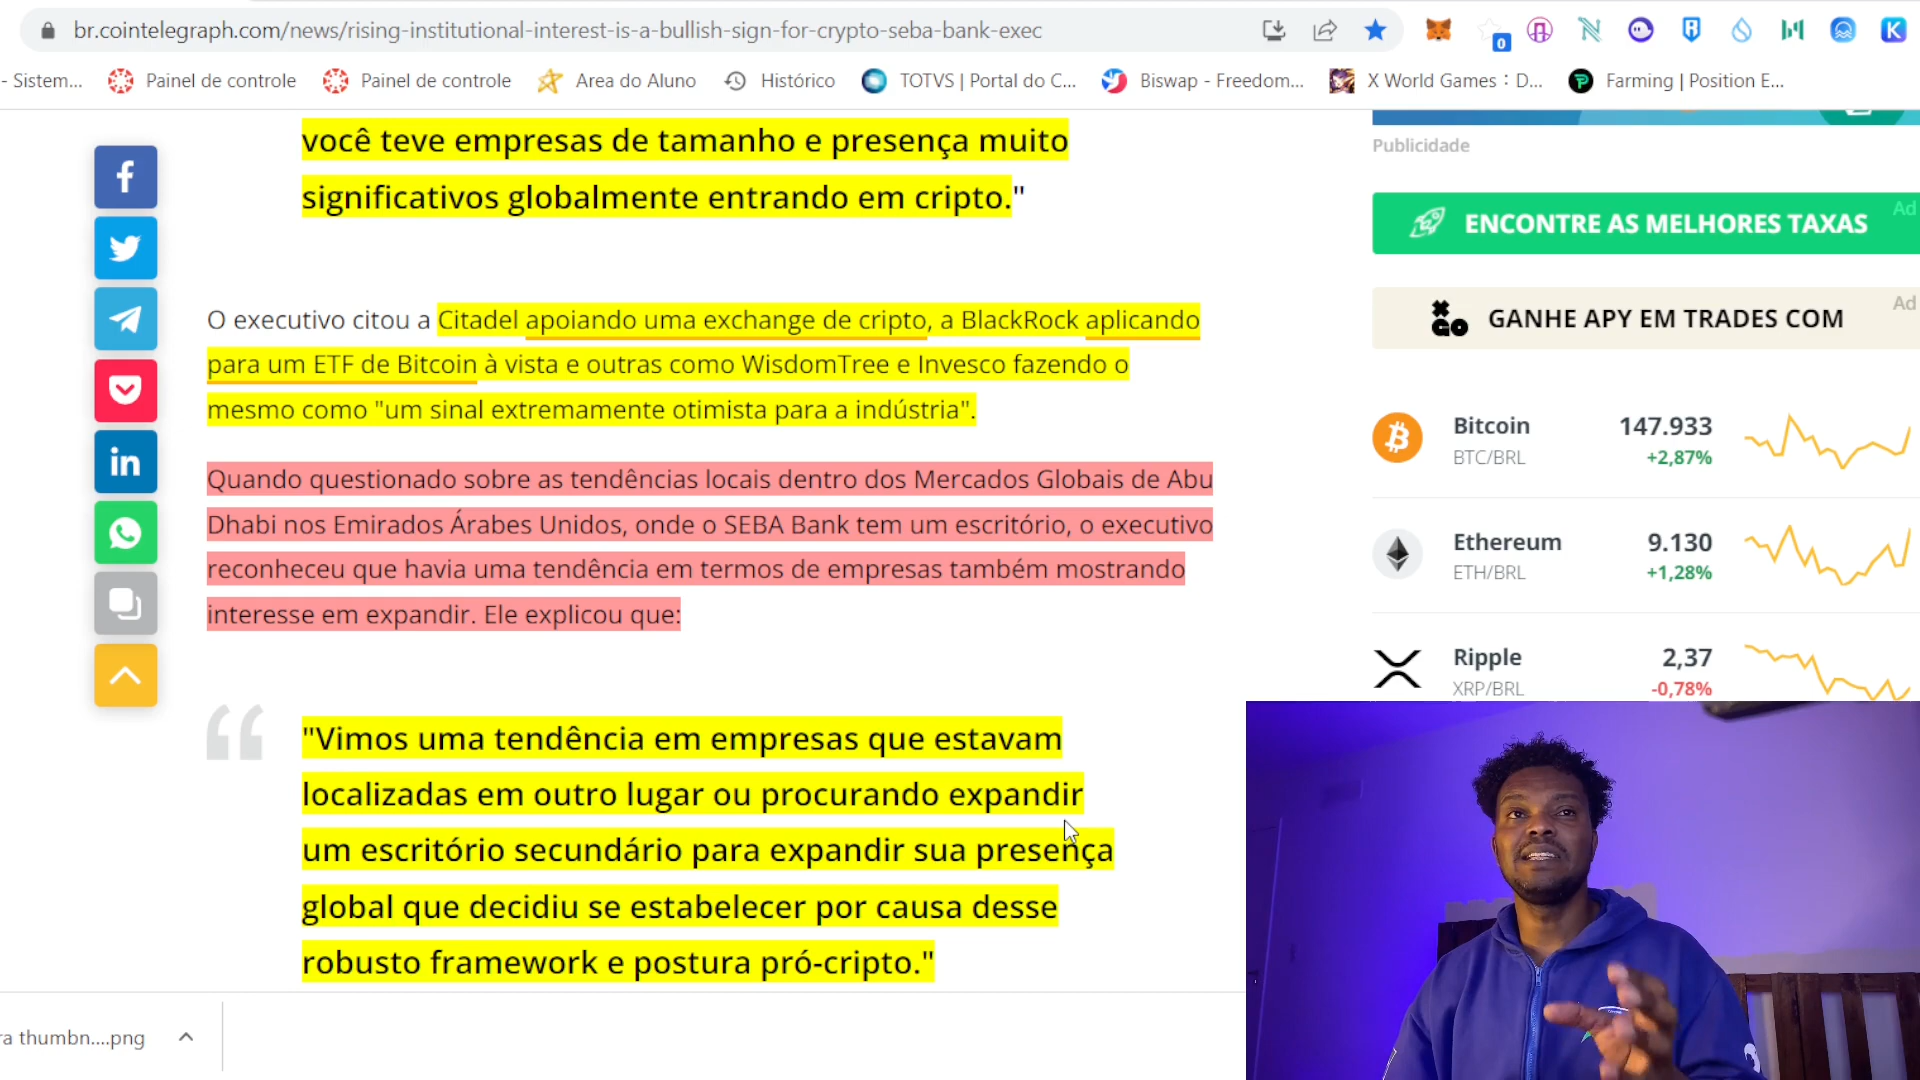 br.cointelegraph.com/news/rising-institutional-interest-is-a-bullish-sign-for-crypto-seba-bank-exec
0
- Sistem... Painel de controle Painel de controle Area do Aluno Histórico TOTVS | Portal do C... Biswap - Freedom... X World Games : D... Farming | Position E...
você teve empresas de tamanho e presença muito
significativos globalmente entrando em cripto."
O executivo citou a Citadel apoiando uma exchange de cripto, a BlackRock aplicando
para um ETF de Bitcoin à vista e outras como WisdomTree e Invesco fazendo o
mesmo como "um sinal extremamente otimista para a indústria".
Quando questionado sobre as tendências locais dentro dos Mercados Globais de Abu
Dhabi nos Emirados Árabes Unidos, onde o SEBA Bank tem um escritório, o executivo
reconheceu que havia uma tendência em termos de empresas também mostrando
interesse em expandir. Ele explicou que:
"Vimos uma tendência em empresas que estavam
localizadas em outro lugar ou procurando expandir
um escritório secundário para expandir sua presença
global que decidiu se estabelecer por causa desse
robusto framework e postura pró-cripto."
Publicidade
ENCONTRE AS MELHORES TAXAS
Ad
GANHE APY EM TRADES COM
Ad
Bitcoin 147.933
BTC/BRL +2,87%
Ethereum 9.130
ETH/BRL +1,28%
Ripple 2,37
XRP/BRL -0,78%
ra thumbn....png